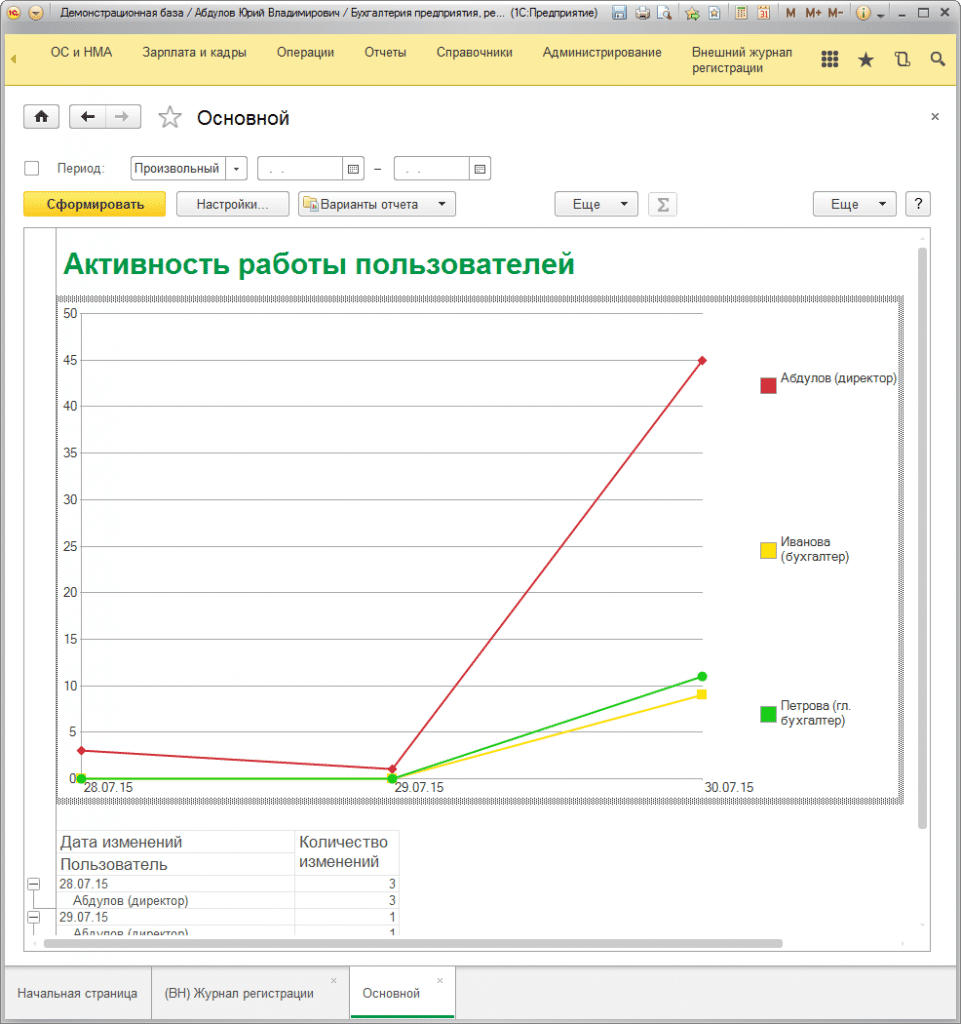 Демонстрационная база / Абдулов Юрий Владимирович / Бухгалтерия предприятия, ре... (1С:Предприятие)
M M+ M-
ОС и НМА Зарплата и кадры Операции Отчеты Справочники Администрирование Внешний журнал
регистрации
Основной
Период: Произвольный . . – . .
Сформировать Настройки... Варианты отчета Еще Σ Еще ?
Активность работы пользователей
50
45
40
35
30
25
20
15
10
5
0
28.07.15 29.07.15 30.07.15
Абдулов (директор)
Иванова
(бухгалтер)
Петрова (гл.
бухгалтер)
Дата изменений Количество
изменений
Пользователь
28.07.15 3
Абдулов (директор) 3
29.07.15 1
Абдулов (директор) 1
Начальная страница (ВН) Журнал регистрации Основной